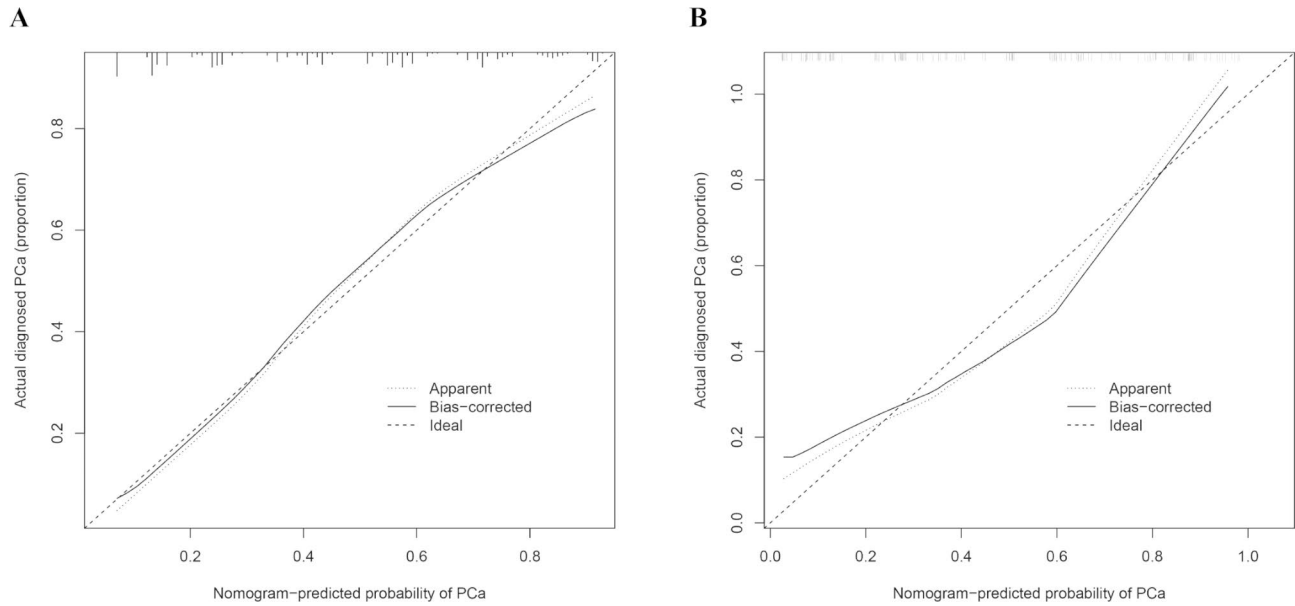 A
Actual diagnosed PCa (proportion)
0.8
0.6
0.4
0.2
Apparent
Bias−corrected
Ideal
0.2 0.4 0.6 0.8
Nomogram−predicted probability of PCa
B
Actual diagnosed PCa (proportion)
1.0
0.8
0.6
0.4
0.2
0.0
Apparent
Bias−corrected
Ideal
0.0 0.2 0.4 0.6 0.8 1.0
Nomogram−predicted probability of PCa